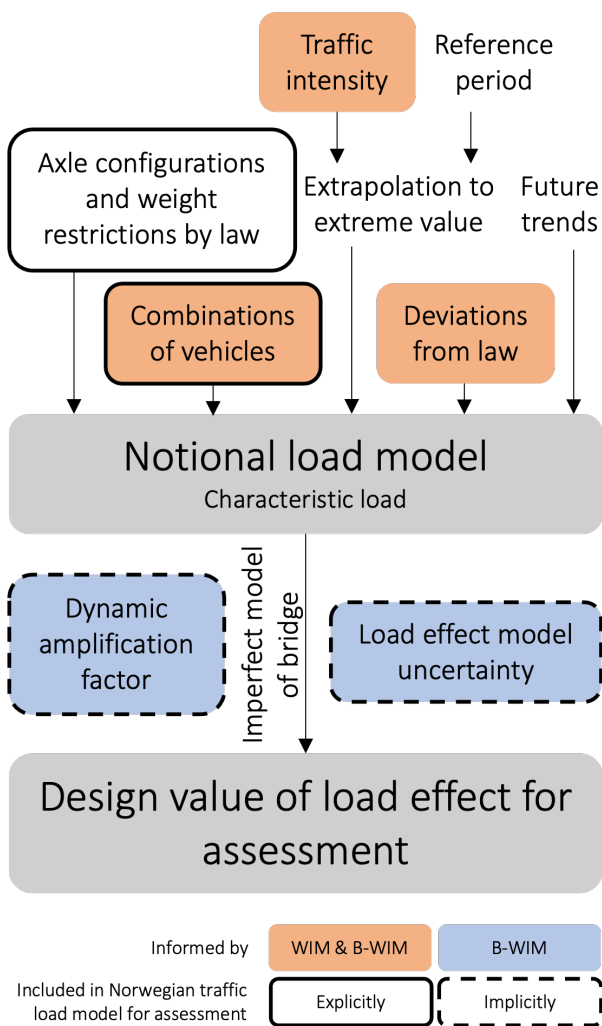 Traffic
intensity
Reference
period
Axle configurations
and weight
restrictions by law
Extrapolation to
extreme value
Future
trends
Combinations
of vehicles
Deviations
from law
Notional load model
Characteristic load
Dynamic
amplification
factor
Imperfect model
of bridge
Load effect model
uncertainty
Design value of load effect for
assessment
Informed by
WIM & B-WIM
B-WIM
Included in Norwegian traffic
load model for assessment
Explicitly
Implicitly